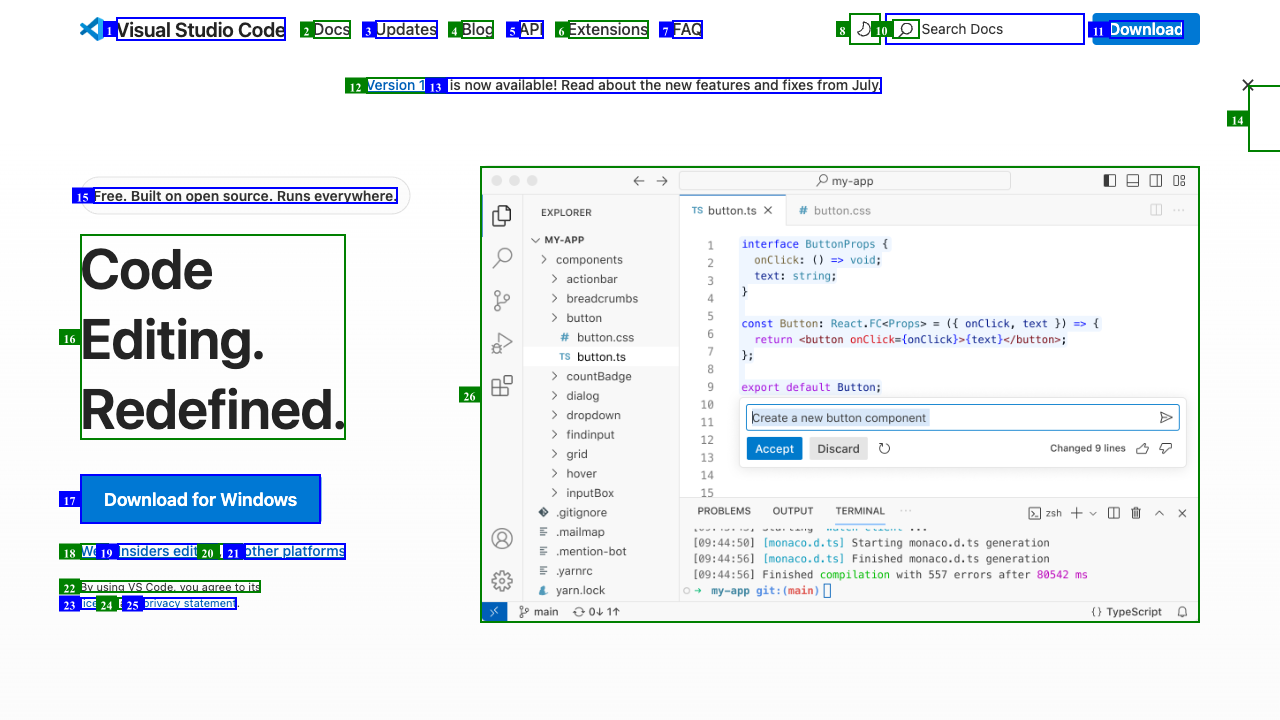 1 Visual Studio Code 2 Docs 3 Updates 4 Blog 5 API 6 Extensions 7 FAQ 8 10 Search Docs 11 Download
12 Version 1 13 is now available! Read about the new features and fixes from July.
14
15 Free. Built on open source. Runs everywhere.
16 Code
Editing.
Redefined.
17 Download for Windows
18 We 19 Insiders edit 20 21 other platforms
22 By using VS Code, you agree to its
23 24 25 privacy statement.
26
my-app
EXPLORER
MY-APP
components
actionbar
breadcrumbs
button
button.css
TS button.ts
countBadge
dialog
dropdown
findinput
grid
hover
inputBox
.gitignore
.mailmap
.mention-bot
.yarnrc
yarn.lock
TS button.ts # button.css
1 interface ButtonProps {
2 onClick: () => void;
3 text: string;
4 }
5
6 const Button: React.FC<Props> = ({ onClick, text }) => {
7 return <button onClick={onClick}>{text}</button>;
8 };
9 export default Button;
10
11 Create a new button component
12
13 Accept Discard Changed 9 lines
14
15
PROBLEMS OUTPUT TERMINAL ··· zsh
[09:44:50] [monaco.d.ts] Starting monaco.d.ts generation
[09:44:56] [monaco.d.ts] Finished monaco.d.ts generation
[09:44:56] Finished compilation with 557 errors after 80542 ms
my-app git:(main)
main 0↓ 1↑ {} TypeScript